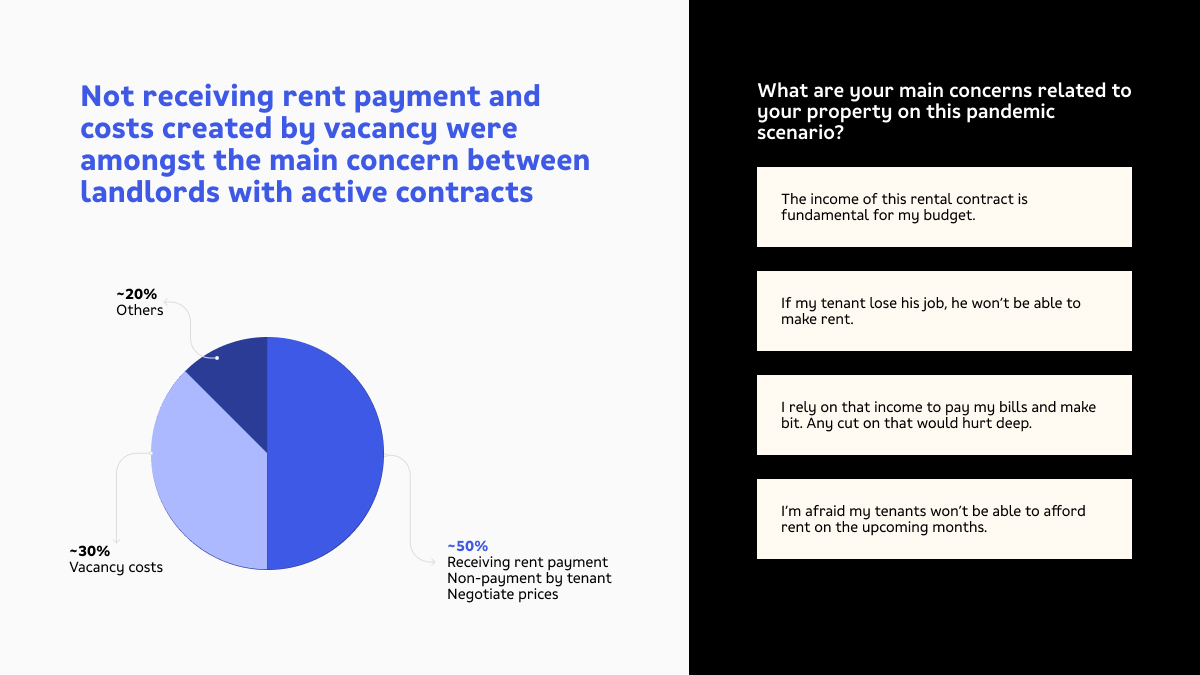 Not receiving rent payment and
costs created by vacancy were
amongst the main concern between
landlords with active contracts
~20%
Others
~30%
Vacancy costs
~50%
Receiving rent payment
Non-payment by tenant
Negotiate prices
What are your main concerns related to
your property on this pandemic
scenario?
The income of this rental contract is
fundamental for my budget.
If my tenant lose his job, he won’t be able to
make rent.
I rely on that income to pay my bills and make
bit. Any cut on that would hurt deep.
I’m afraid my tenants won’t be able to afford
rent on the upcoming months.